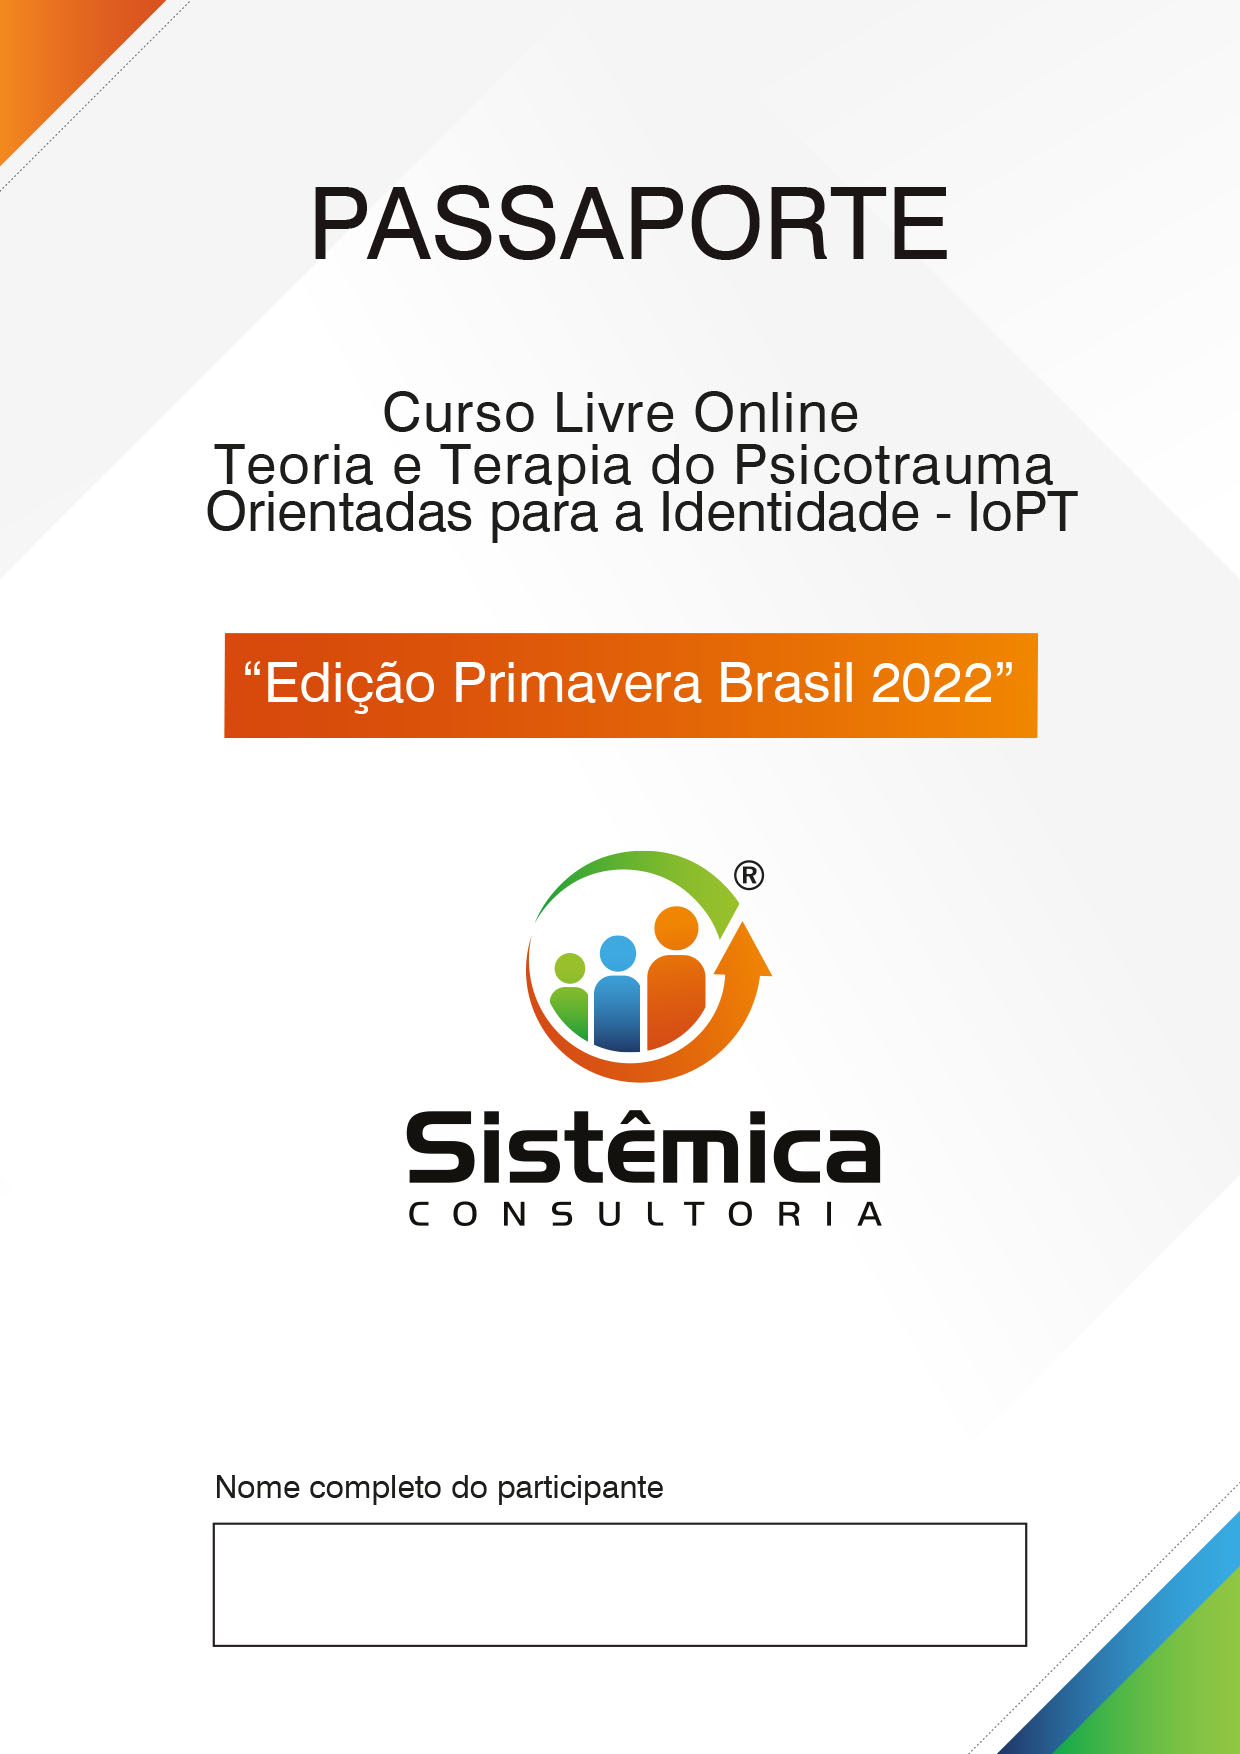 PASSAPORTE
Curso Livre Online
Teoria e Terapia do Psicotrauma
Orientadas para a Identidade - IoPT
“Edição Primavera Brasil 2022”
®
Sistêmica
CONSULTORIA
Nome completo do participante